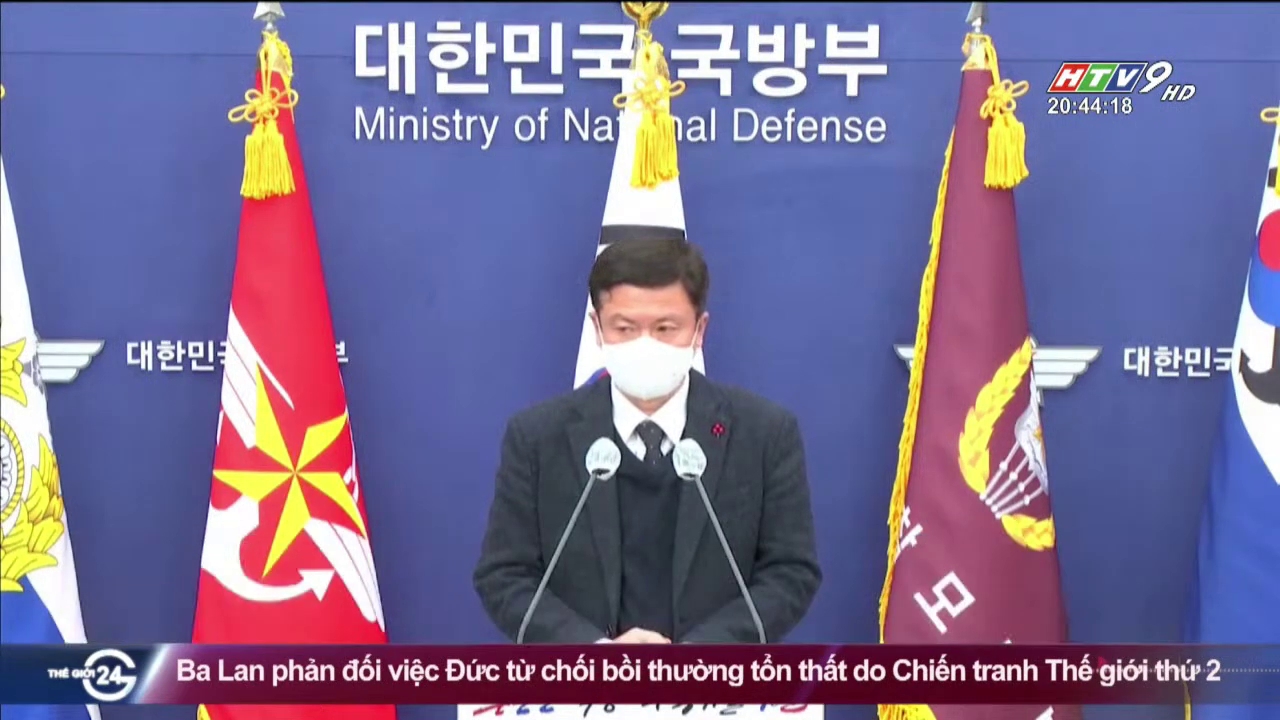 대한민국 국방부
Ministry of National Defense
HTV9 HD
20:44:18
대한민국
대한민국
THẾ GIỚI 24G
Ba Lan phản đối việc Đức từ chối bồi thường tổn thất do Chiến tranh Thế giới thứ 2